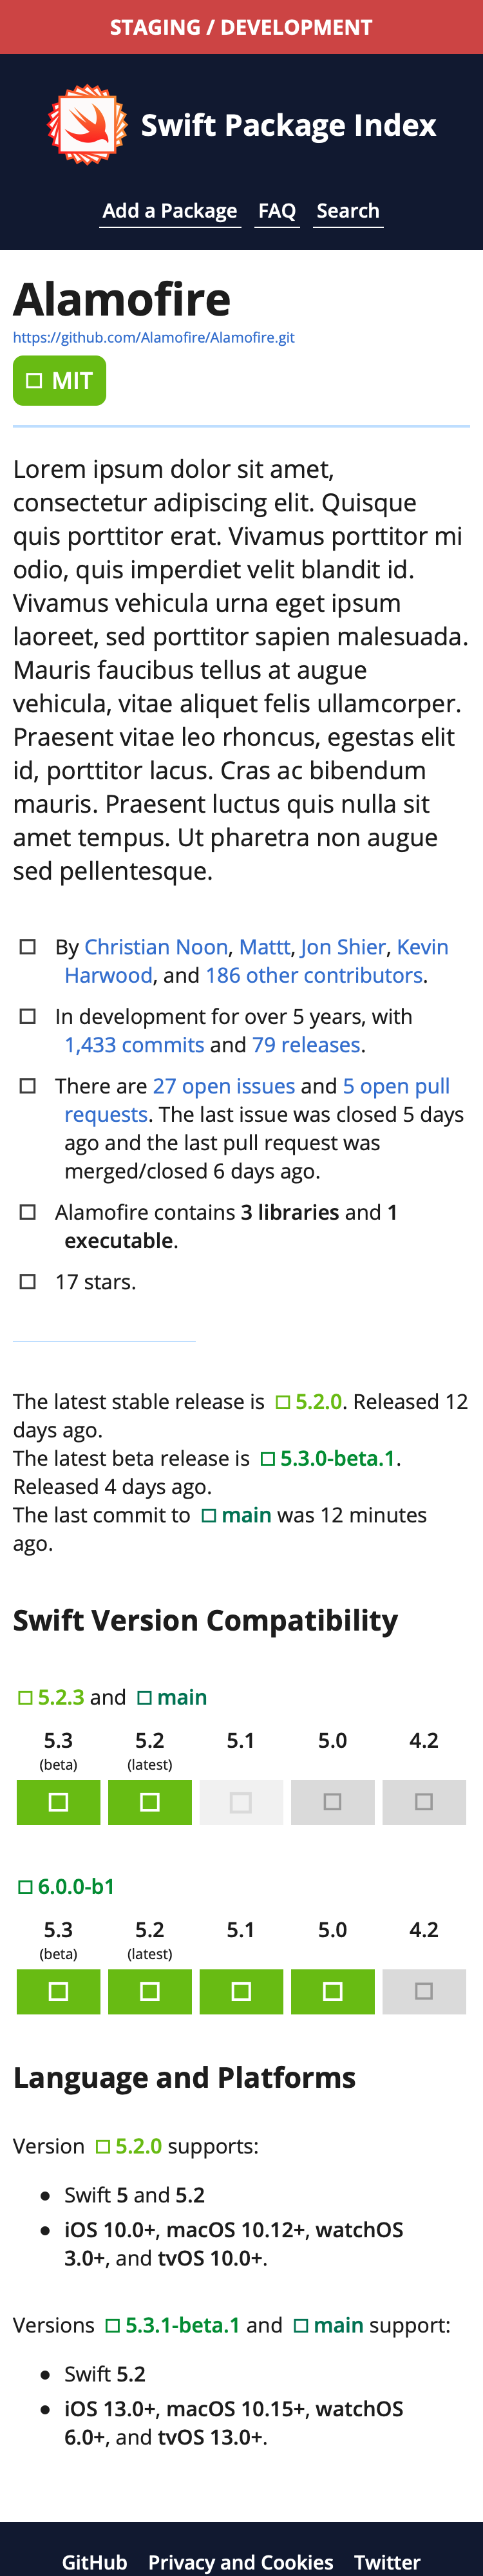 STAGING / DEVELOPMENT
Swift Package Index
Add a Package FAQ Search
Alamofire
https://github.com/Alamofire/Alamofire.git
MIT
Lorem ipsum dolor sit amet,
consectetur adipiscing elit. Quisque
quis porttitor erat. Vivamus porttitor mi
odio, quis imperdiet velit blandit id.
Vivamus vehicula urna eget ipsum
laoreet, sed porttitor sapien malesuada.
Mauris faucibus tellus at augue
vehicula, vitae aliquet felis ullamcorper.
Praesent vitae leo rhoncus, egestas elit
id, porttitor lacus. Cras ac bibendum
mauris. Praesent luctus quis nulla sit
amet tempus. Ut pharetra non augue
sed pellentesque.
By Christian Noon, Mattt, Jon Shier, Kevin
Harwood, and 186 other contributors.
In development for over 5 years, with
1,433 commits and 79 releases.
There are 27 open issues and 5 open pull
requests. The last issue was closed 5 days
ago and the last pull request was
merged/closed 6 days ago.
Alamofire contains 3 libraries and 1
executable.
17 stars.
The latest stable release is 5.2.0. Released 12
days ago.
The latest beta release is 5.3.0-beta.1.
Released 4 days ago.
The last commit to main was 12 minutes
ago.
Swift Version Compatibility
5.2.3 and main
5.3 5.2 5.1 5.0 4.2
(beta) (latest)
6.0.0-b1
5.3 5.2 5.1 5.0 4.2
(beta) (latest)
Language and Platforms
Version 5.2.0 supports:
• Swift 5 and 5.2
• iOS 10.0+, macOS 10.12+, watchOS
3.0+, and tvOS 10.0+.
Versions 5.3.1-beta.1 and main support:
• Swift 5.2
• iOS 13.0+, macOS 10.15+, watchOS
6.0+, and tvOS 13.0+.
GitHub Privacy and Cookies Twitter